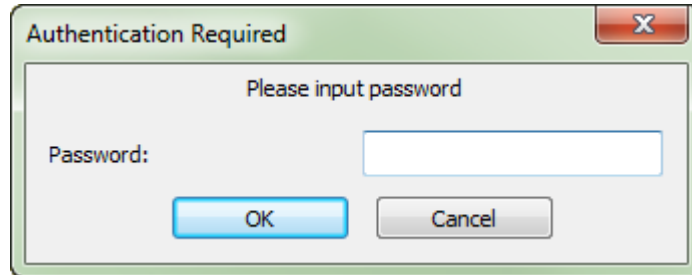 Authentication Required
Please input password
Password:
OK Cancel